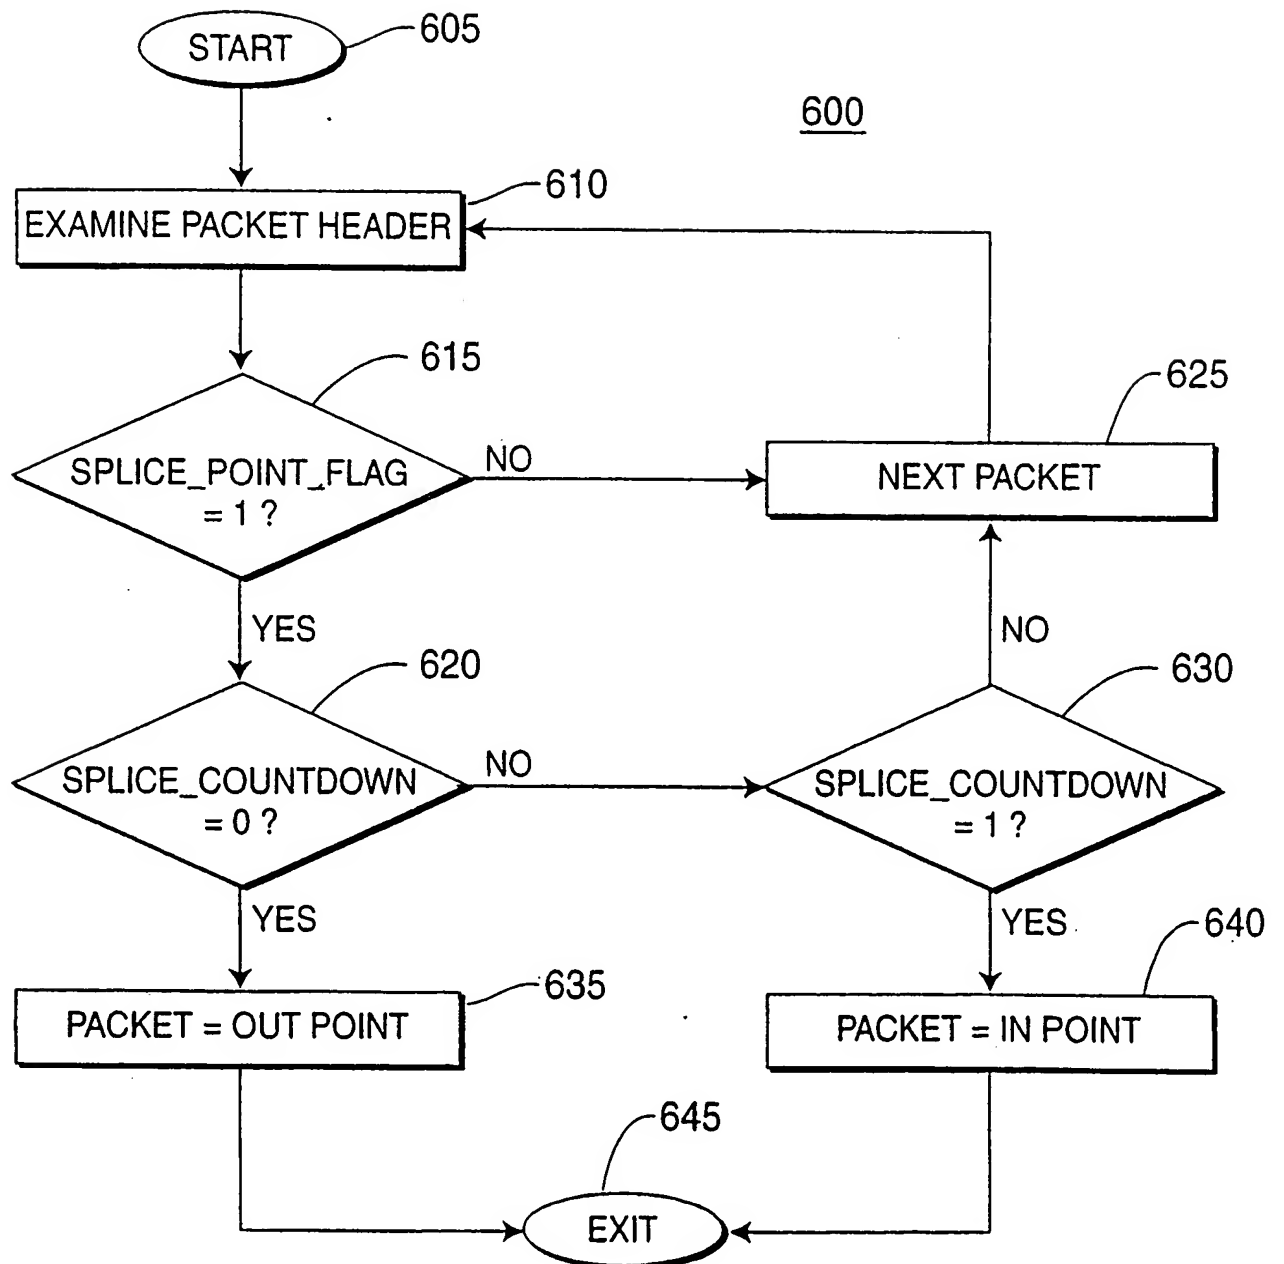 START
605
600
EXAMINE PACKET HEADER
610
615
SPLICE_POINT_FLAG
= 1 ?
NO
625
NEXT PACKET
YES
NO
620
SPLICE_COUNTDOWN
= 0 ?
NO
630
SPLICE_COUNTDOWN
= 1 ?
YES
YES
635
PACKET = OUT POINT
640
PACKET = IN POINT
645
EXIT